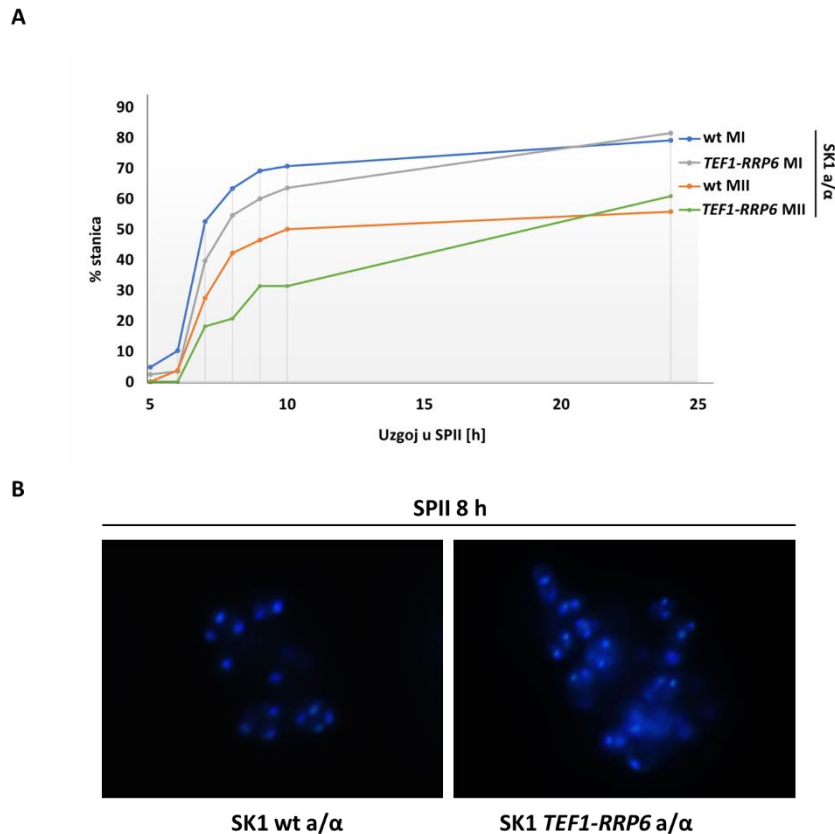 A
90
80
70
60
50
40
30
20
10
0
% stanica
5 10 15 20 25
Uzgoj u SPII [h]
wt MI
TEF1-RRP6 MI
wt MII
TEF1-RRP6 MII
SK1 a/α
B
SPII 8 h
SK1 wt a/α SK1 TEF1-RRP6 a/α